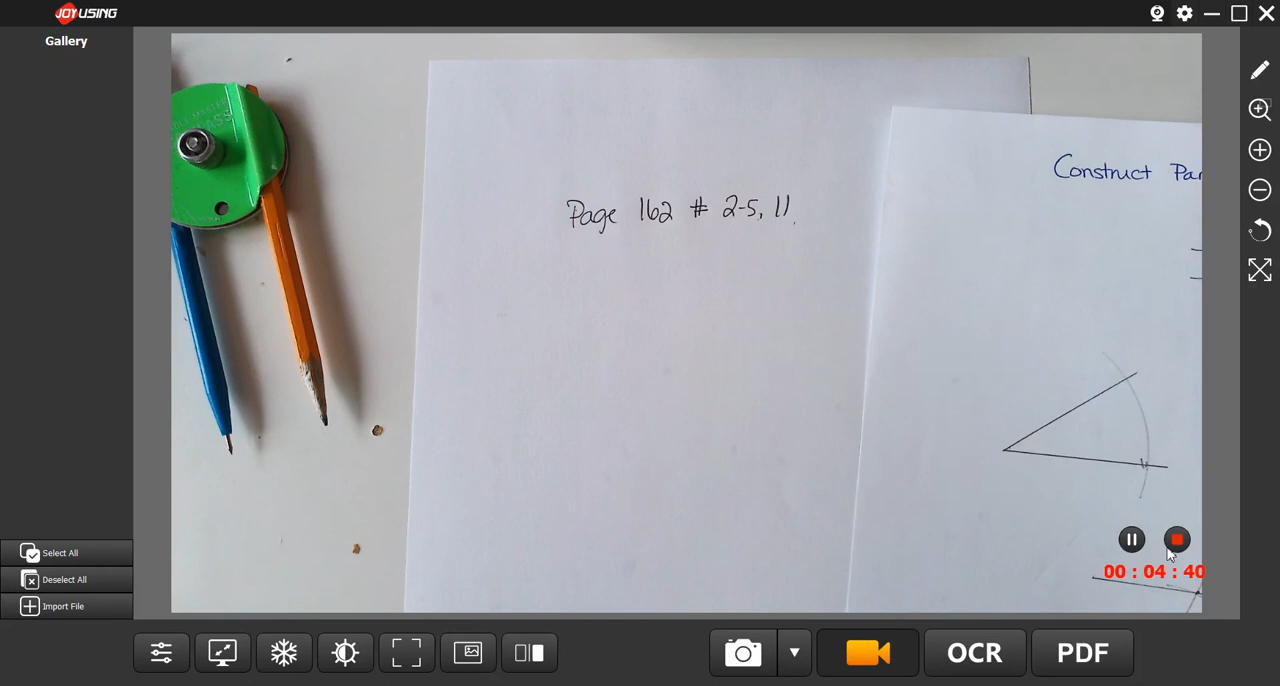 JOYUSING
Gallery
Page 162 # 2-5, 11.
Construct Par
00 : 04 : 40
Select All
Deselect All
Import File
OCR
PDF